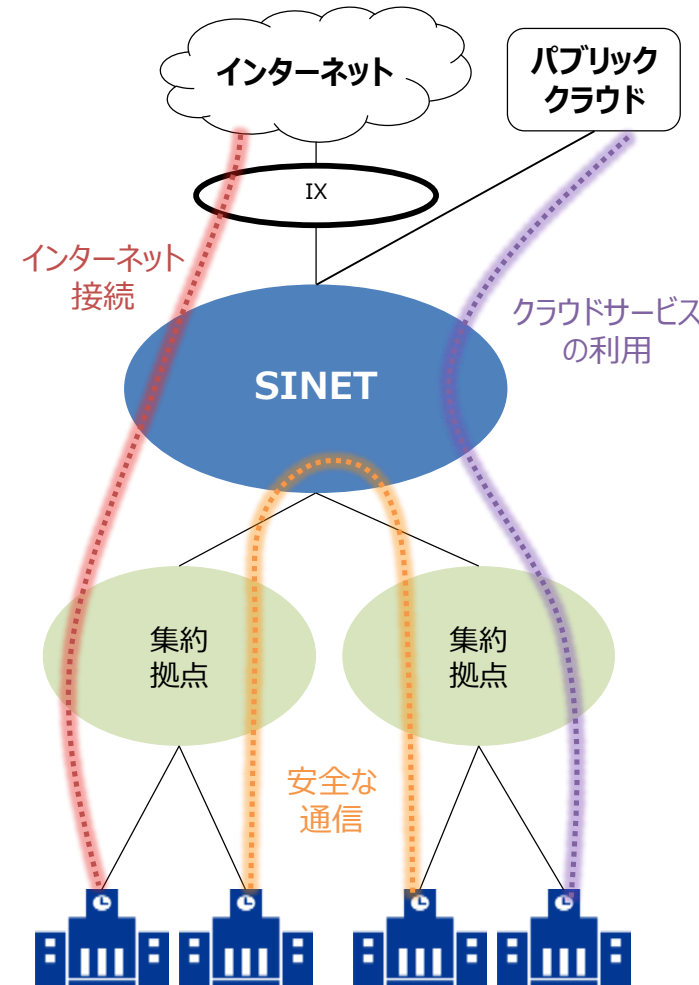 インターネット
パブリック
クラウド
IX
インターネット
接続
クラウドサービス
の利用
SINET
集約
拠点
集約
拠点
安全な
通信